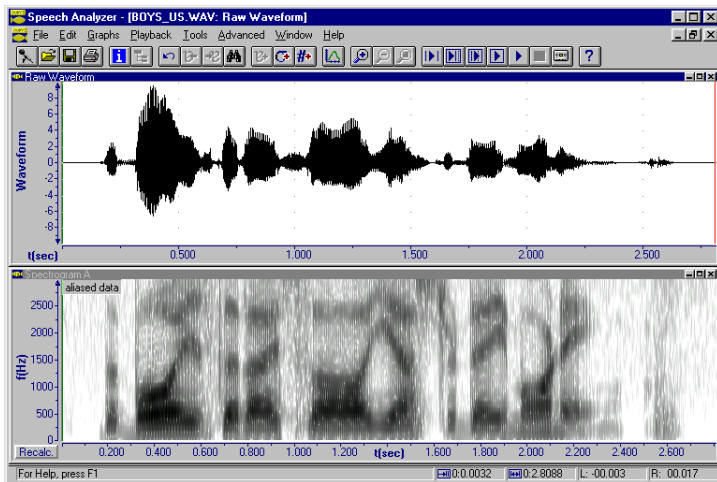 Speech Analyzer - [BOYS_US.WAV: Raw Waveform]
File Edit Graphs Playback Tools Advanced Window Help
Raw Waveform
8
6
4
2
0
-2
-4
-6
-8
Waveform
t(sec) 0.500 1.000 1.500 2.000 2.500
Spectrogram A
aliased data
2500
2000
1500
1000
500
0
f(Hz)
Recalc. 0.200 0.400 0.600 0.800 1.000 1.200 t(sec) 1.600 1.800 2.000 2.200 2.400 2.600
For Help, press F1 0:0.0032 0:2.8088 L: -00.003 R: 00.017